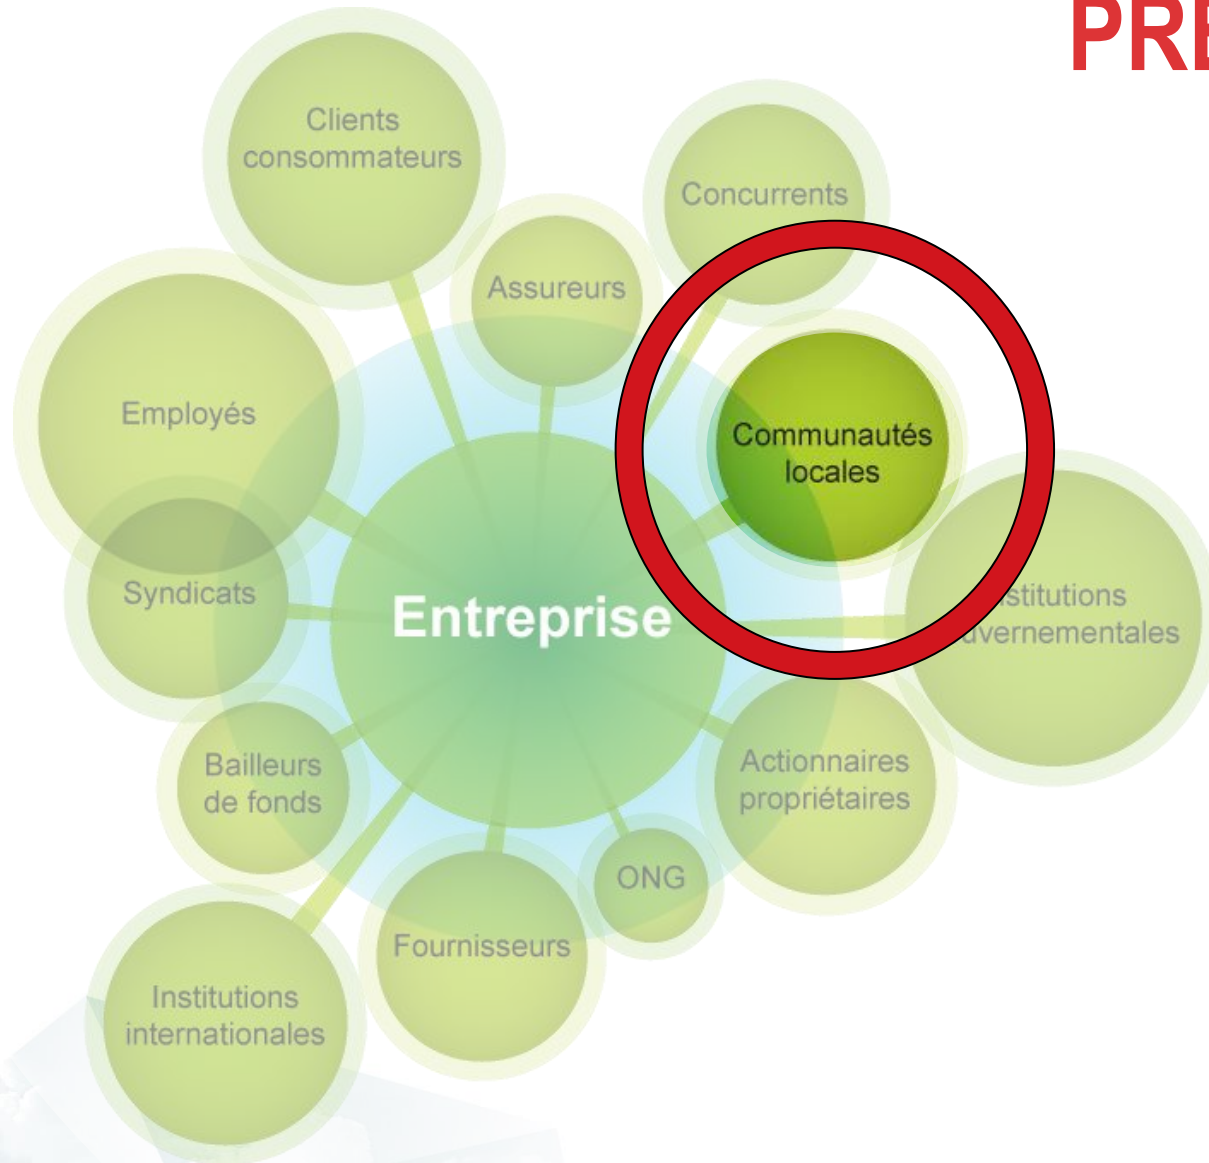 PRE
Clients
consommateurs
Concurrents
Assureurs
Employés
Communautés
locales
Syndicats
Entreprise
stitutions
uvernementales
Bailleurs
de fonds
Actionnaires
propriétaires
ONG
Fournisseurs
Institutions
internationales